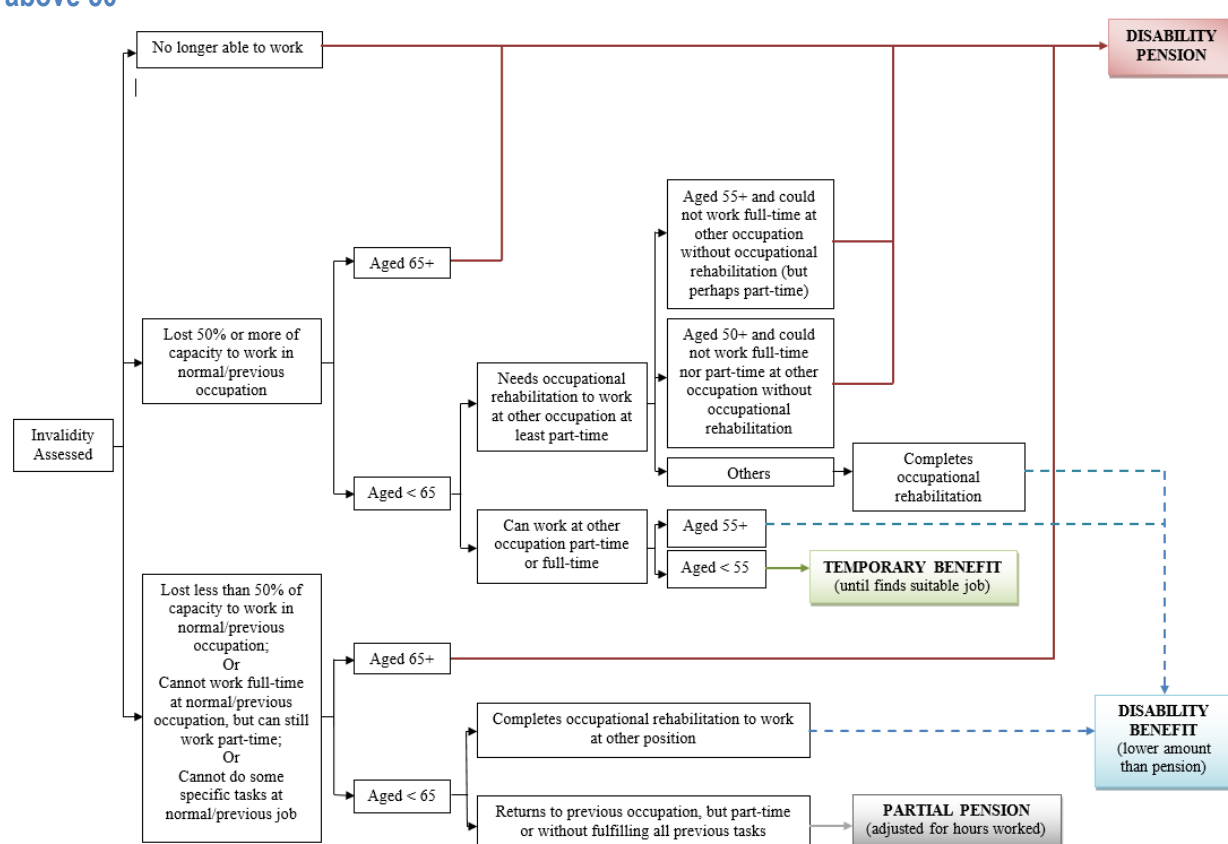 above 50
No longer able to work
DISABILITY
PENSION
Aged 55+ and could
not work full-time at
other occupation
without occupational
rehabilitation (but
perhaps part-time)
Aged 65+
Lost 50% or more of
capacity to work in
normal/previous
occupation
Aged 50+ and could
not work full-time
nor part-time at other
occupation without
occupational
rehabilitation
Needs occupational
rehabilitation to work
at other occupation at
least part-time
Invalidity
Assessed
Others
Completes
occupational
rehabilitation
Aged < 65
Can work at other
occupation part-time
or full-time
Aged 55+
Aged < 55
TEMPORARY BENEFIT
(until finds suitable job)
Lost less than 50% of
capacity to work in
normal/previous
occupation;
Or
Cannot work full-time
at normal/previous
occupation, but can still
work part-time;
Or
Cannot do some
specific tasks at
normal/previous job
Aged 65+
Completes occupational rehabilitation to work
at other position
DISABILITY
BENEFIT
(lower amount
than pension)
Aged < 65
Returns to previous occupation, but part-time
or without fulfilling all previous tasks
PARTIAL PENSION
(adjusted for hours worked)